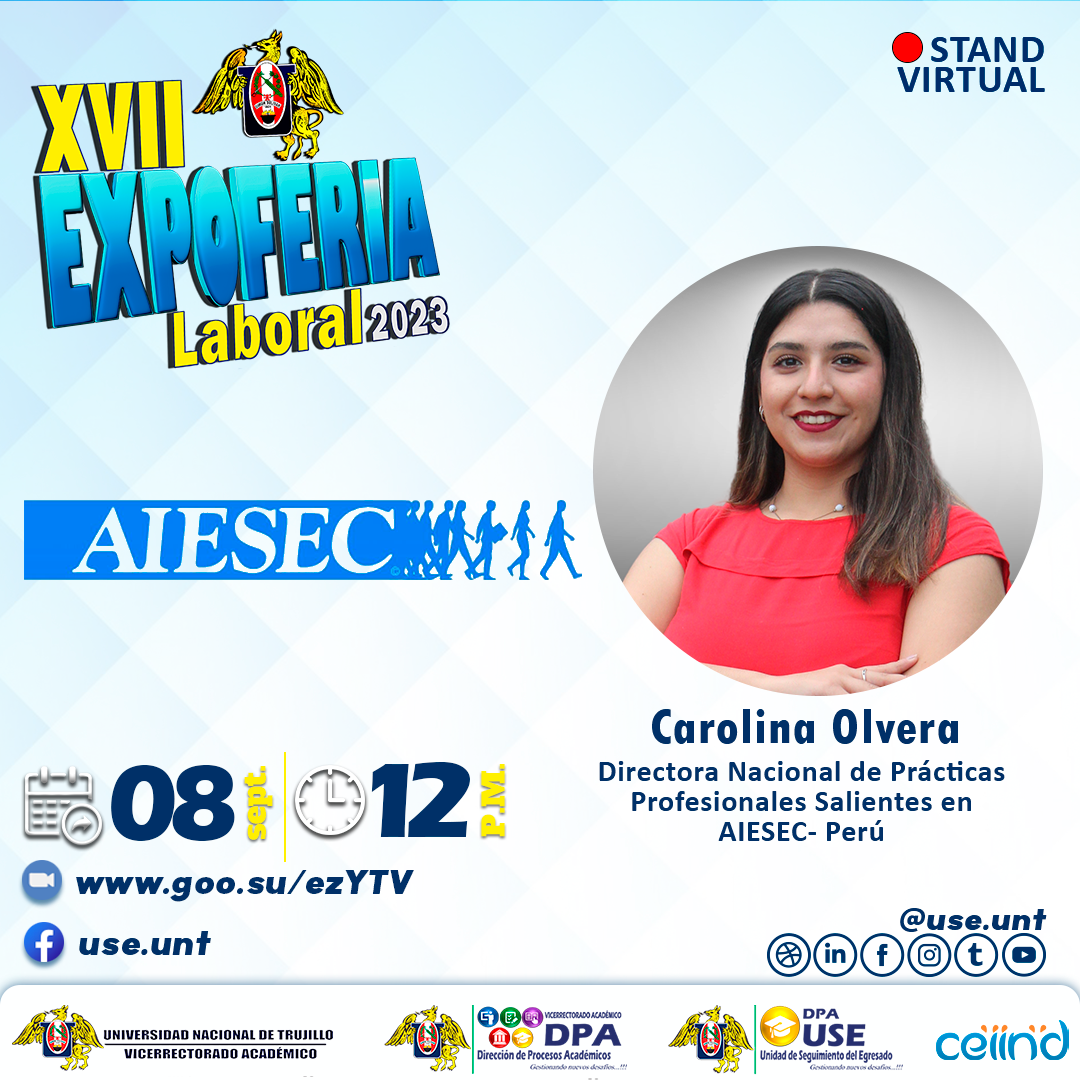 STAND
VIRTUAL
XVII
EXPOFERIA
Laboral 2023
AIESEC
Carolina Olvera
Directora Nacional de Prácticas
Profesionales Salientes en
AIESEC- Perú
08 sept. 12 P.M.
www.goo.su/ezYTV
use.unt
@use.unt
UNIVERSIDAD NACIONAL DE TRUJILLO
VICERRECTORADO ACADÉMICO
VICERRECTORADO ACADÉMICO
DPA
Dirección de Procesos Académicos
Gestionando nuevos desafíos...!!!
DPA
USE
Unidad de Seguimiento del Egresado
Gestionando nuevos desafíos...!!!
ceiind